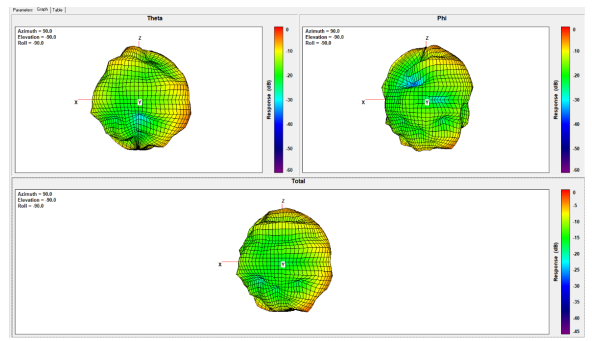 Parameters Graph Table
Theta
Azimuth = 90.0
Elevation = -90.0
Roll = -90.0
Z
X
Y
0
-10
-20
-30
-40
-50
-60
Response (dB)
Phi
Azimuth = 90.0
Elevation = -90.0
Roll = -90.0
Z
X
Y
0
-10
-20
-30
-40
-50
-60
Response (dB)
Total
Azimuth = 90.0
Elevation = -90.0
Roll = -90.0
Z
X
Y
0
-5
-10
-15
-20
-25
-30
-35
-40
-45
Response (dB)